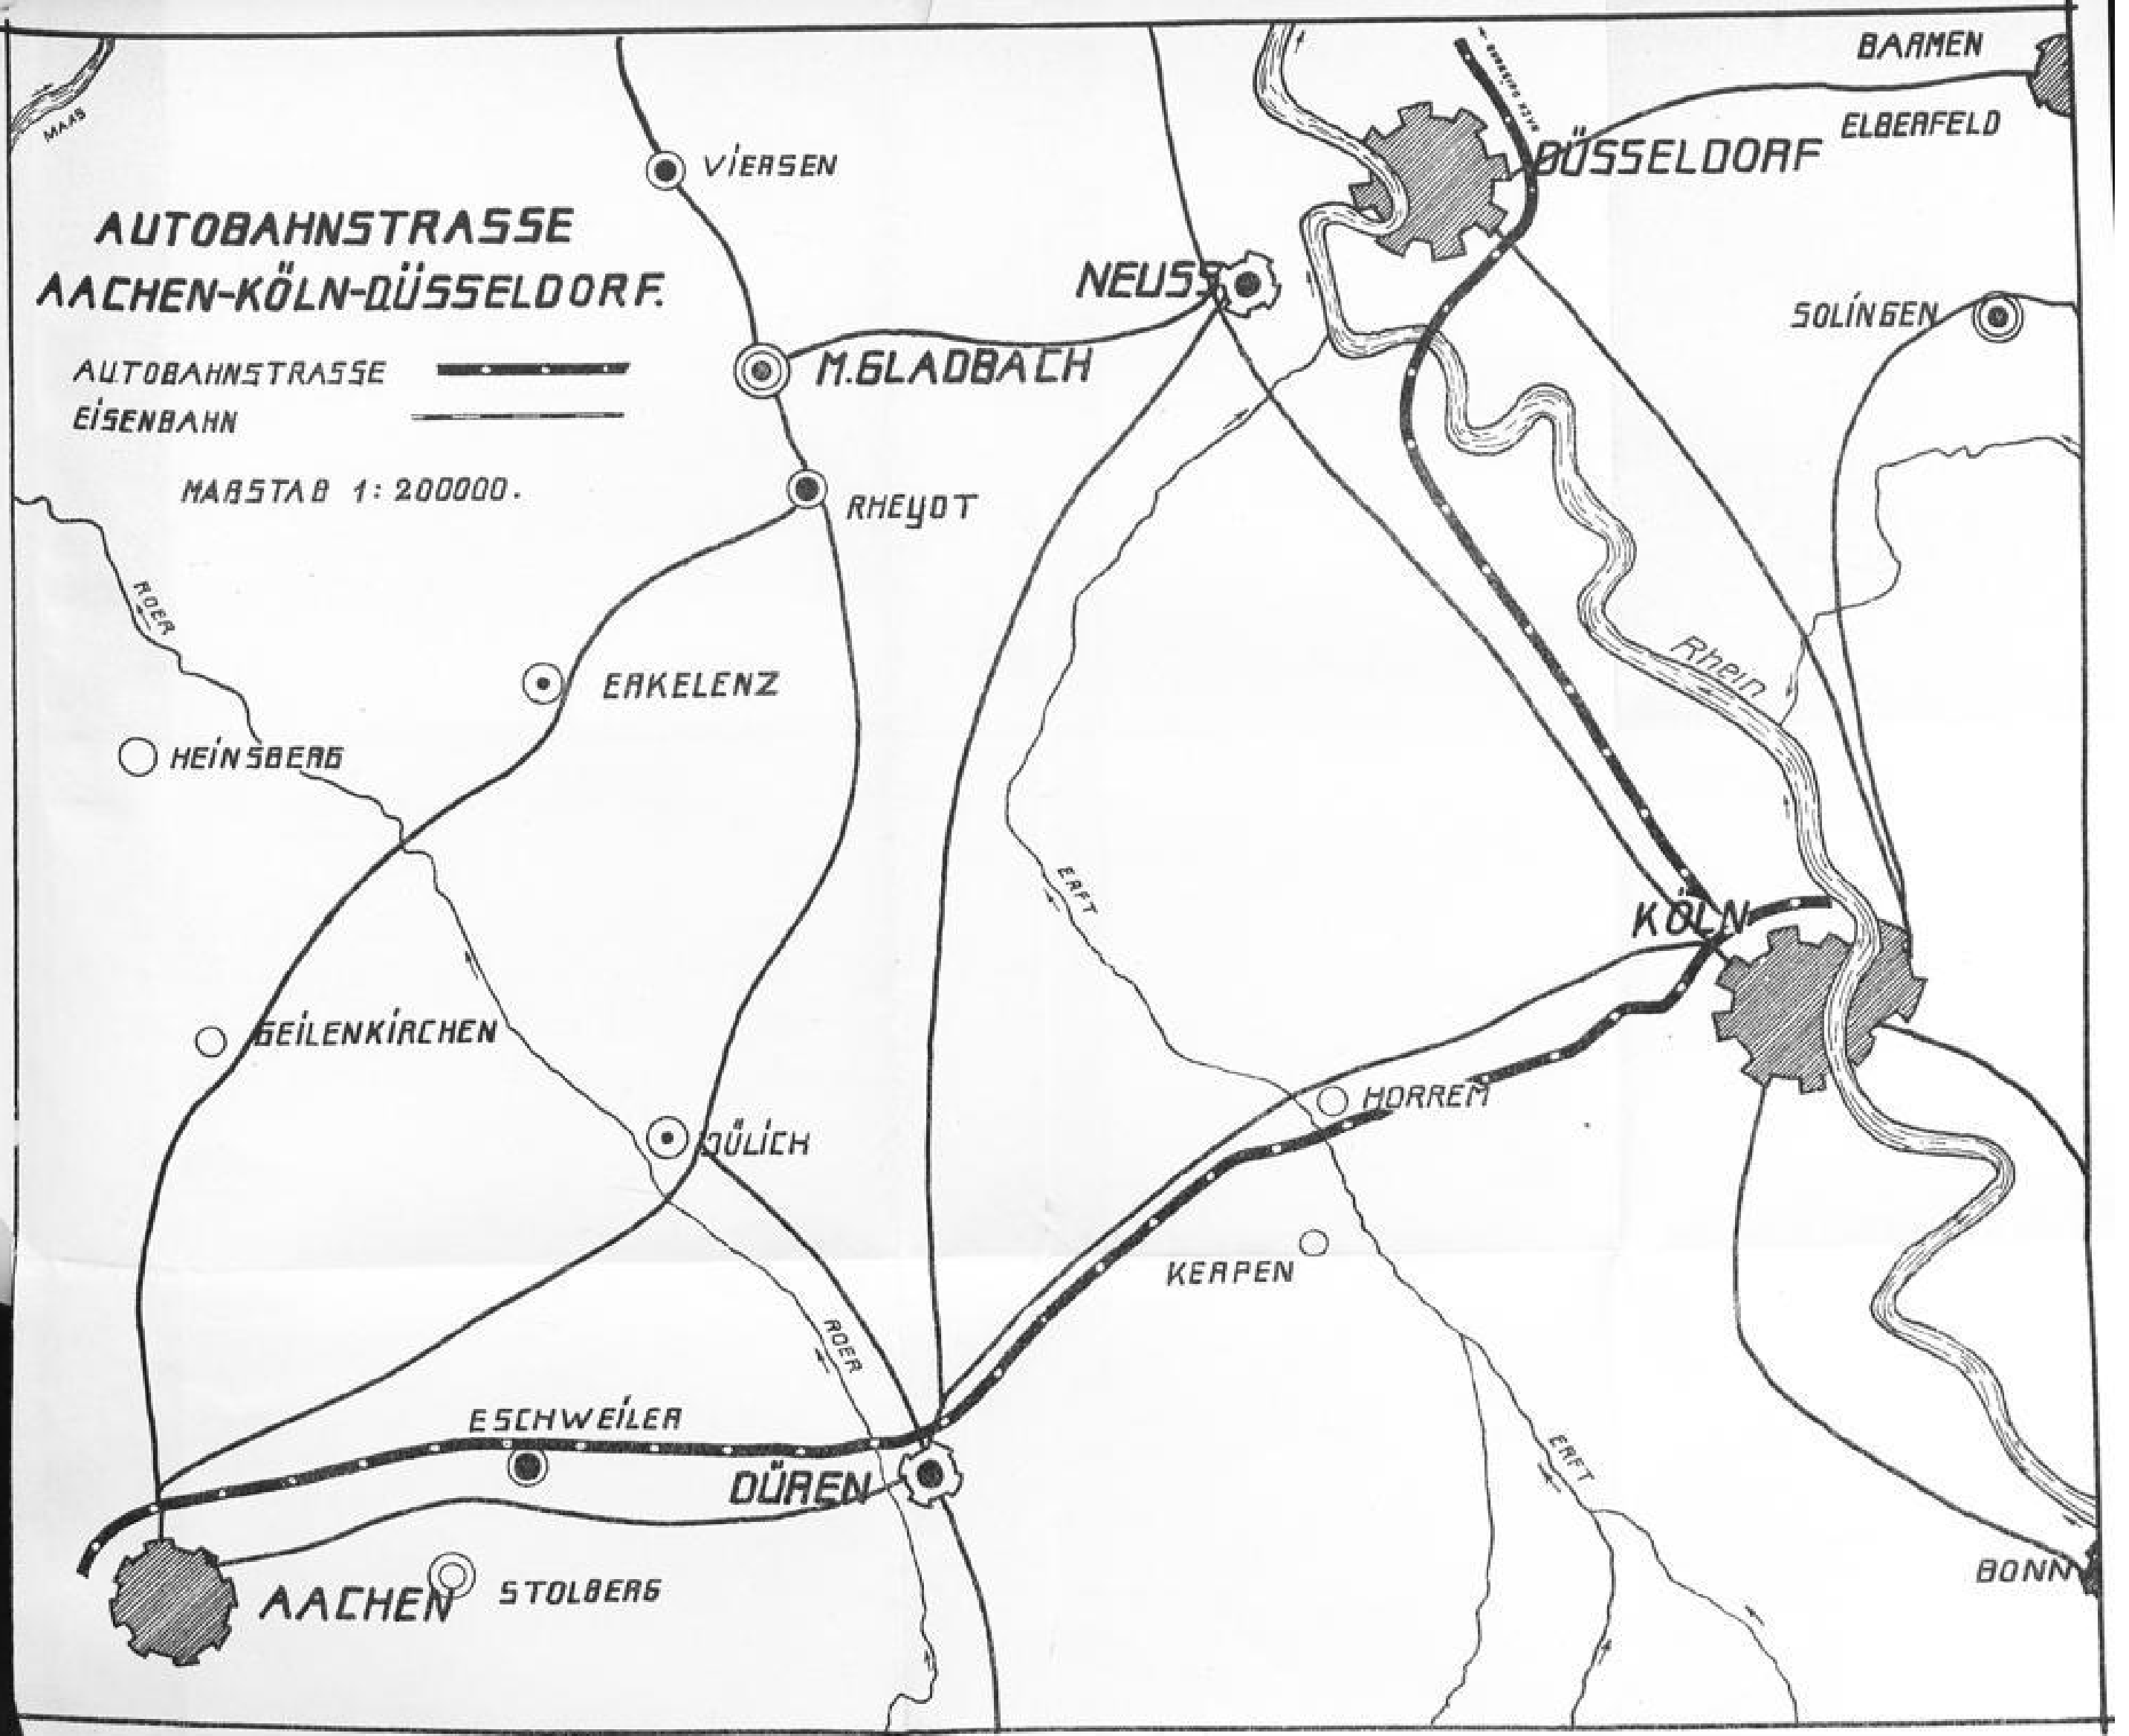 BARMEN
MAAS
ELBERFELD
DÜSSELDORF
VIERSEN
AUTOBAHNSTRASSE
AACHEN-KÖLN-DÜSSELDORF.
NEUSS
SOLINGEN
AUTOBAHNSTRASSE
M.GLADBACH
EISENBAHN
MAßSTAB 1:200000.
RHEYDT
ROER
Rhein
ERKELENZ
HEINSBERG
ERFT
KÖLN
GEILENKIRCHEN
HORREM
JÜLICH
KERPEN
ROER
ESCHWEILER
ERFT
DÜREN
BONN
AACHEN
STOLBERG